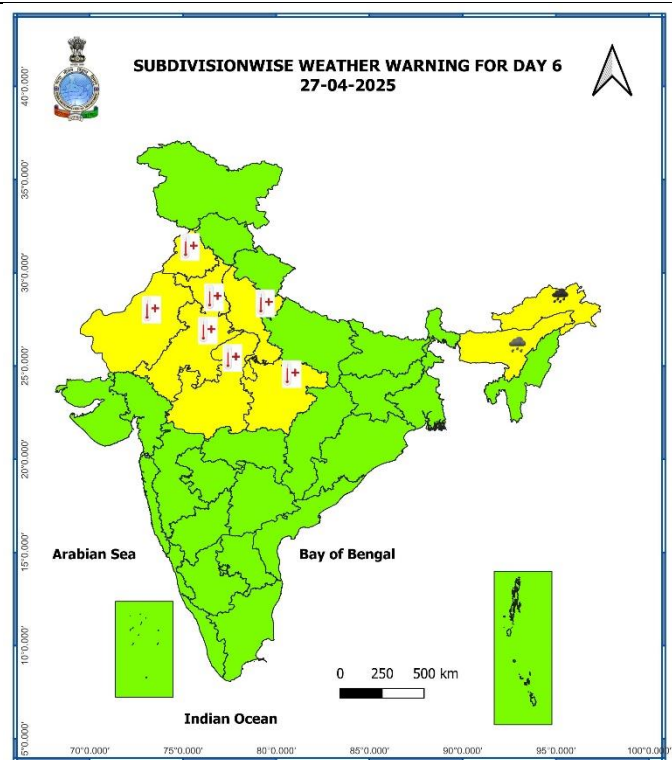 SUBDIVISIONWISE WEATHER WARNING FOR DAY 6
27-04-2025
40°0.000'
35°0.000'
30°0.000'
25°0.000'
20°0.000'
15°0.000'
10°0.000'
5°0.000'
Arabian Sea
Bay of Bengal
0 250 500 km
Indian Ocean
70°0.000' 75°0.000' 80°0.000' 85°0.000' 90°0.000' 95°0.000' 100°0.000'